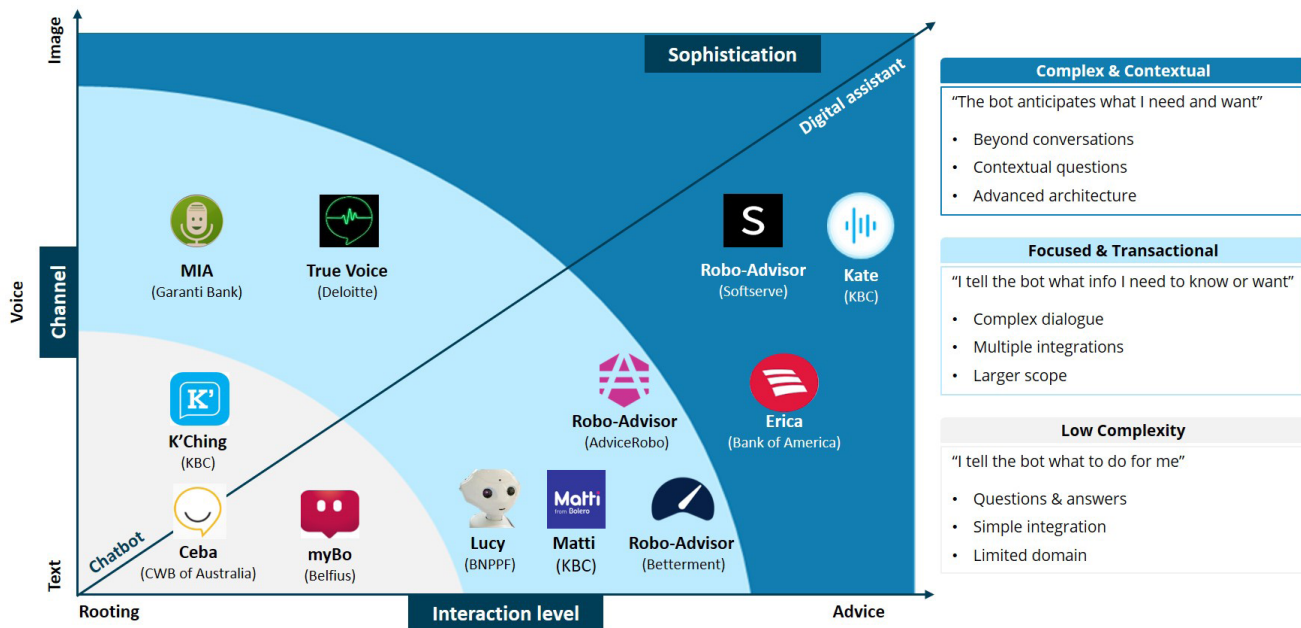 Image
Sophistication
Digital assistant
MIA
(Garanti Bank)
True Voice
(Deloitte)
S
Robo-Advisor
(Softserve)
Kate
(KBC)
Voice
Channel
K'
K'Ching
(KBC)
Robo-Advisor
(AdviceRobo)
Erica
(Bank of America)
Chatbot
Ceba
(CWB of Australia)
myBo
(Belfius)
Lucy
(BNPPF)
Matti
from Bolero
Matti
(KBC)
Robo-Advisor
(Betterment)
Text
Rooting
Interaction level
Advice
Complex & Contextual
“The bot anticipates what I need and want”
• Beyond conversations
• Contextual questions
• Advanced architecture
Focused & Transactional
“I tell the bot what info I need to know or want”
• Complex dialogue
• Multiple integrations
• Larger scope
Low Complexity
“I tell the bot what to do for me”
• Questions & answers
• Simple integration
• Limited domain